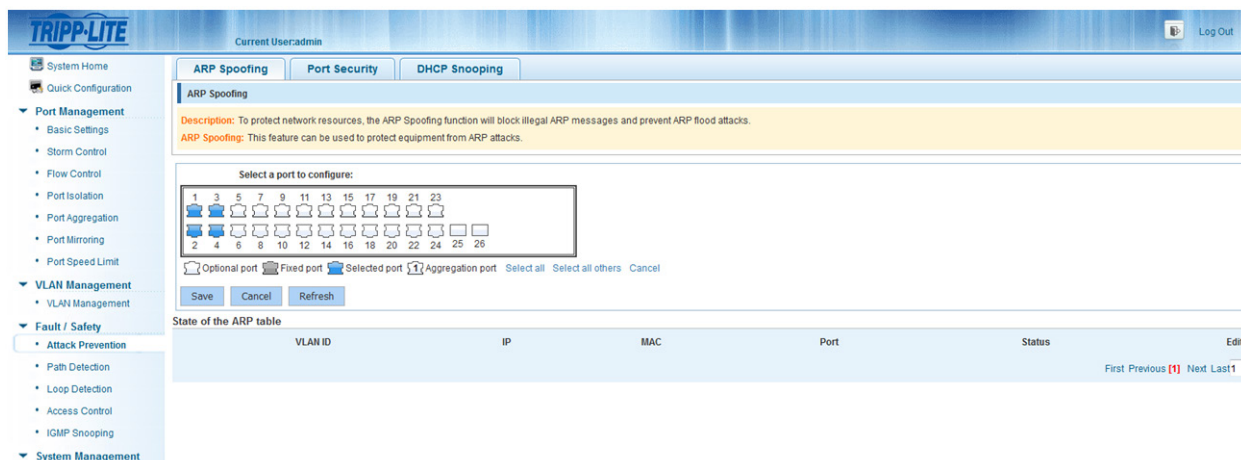 TRIPP·LITE
Current User:admin
Log Out
System Home
Quick Configuration
Port Management
Basic Settings
Storm Control
Flow Control
Port Isolation
Port Aggregation
Port Mirroring
Port Speed Limit
VLAN Management
VLAN Management
Fault / Safety
Attack Prevention
Path Detection
Loop Detection
Access Control
IGMP Snooping
System Management
ARP Spoofing Port Security DHCP Snooping
ARP Spoofing
Description: To protect network resources, the ARP Spoofing function will block illegal ARP messages and prevent ARP flood attacks.
ARP Spoofing: This feature can be used to protect equipment from ARP attacks.
Select a port to configure:
1 3 5 7 9 11 13 15 17 19 21 23
2 4 6 8 10 12 14 16 18 20 22 24 25 26
Optional port Fixed port Selected port 1 Aggregation port Select all Select all others Cancel
Save Cancel Refresh
State of the ARP table
VLAN ID IP MAC Port Status Edi
First Previous [1] Next Last 1